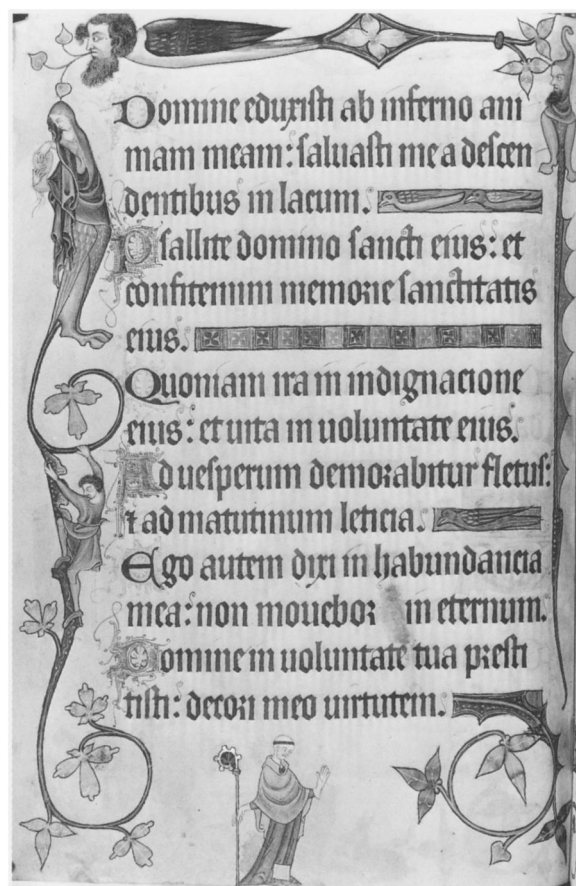 Domine eduxisti ab inferno ani
mam meam: saluasti me a descen
dentibus in lacum.
Psallite domino sancti eius: et
confitemini memorie sanctitatis
eius.
Quoniam ira in indignacione
eius: et uita in uoluntate eius.
Ad uesperum demorabitur fletus:
⁊ ad matutinum leticia.
Ego autem dixi in habundancia
mea: non mouebor in eternum.
Domine in uoluntate tua presti
tisti: decori meo uirtutem.